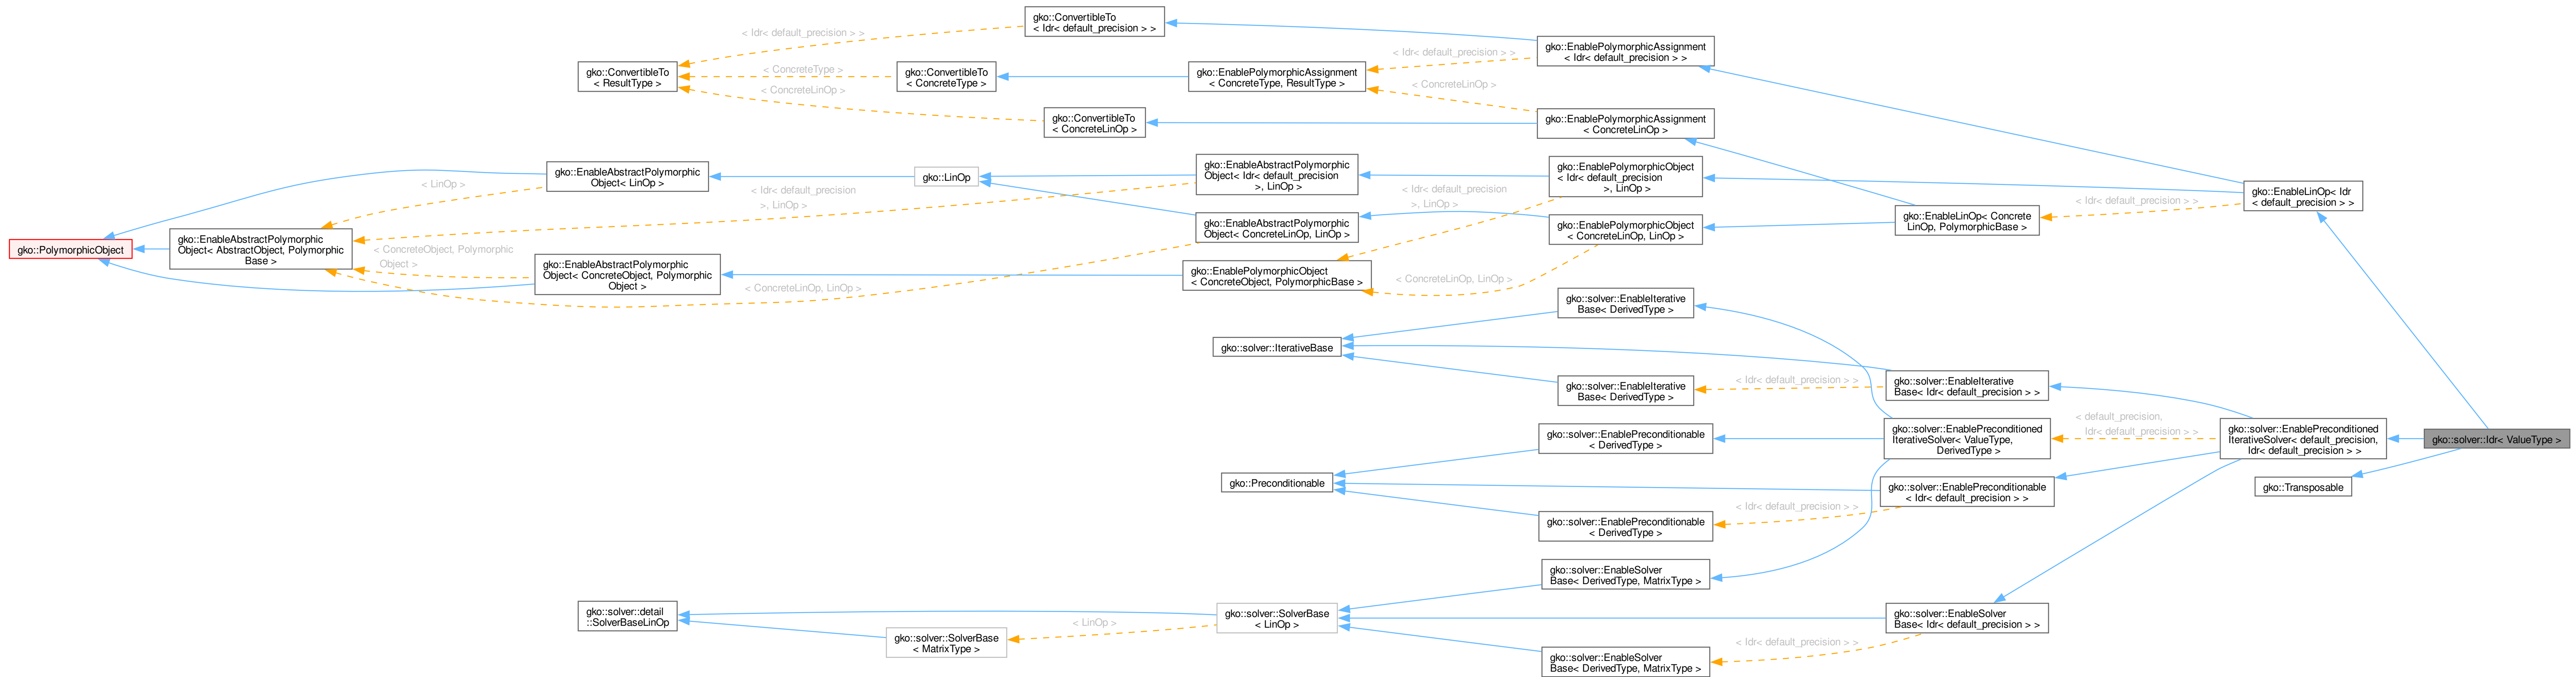 gko::ConvertibleTo
< Idr< default_precision > >
< Idr< default_precision > >
gko::EnablePolymorphicAssignment
< Idr< default_precision > >
< Idr< default_precision > >
gko::ConvertibleTo
< ResultType >
< ConcreteType >
gko::ConvertibleTo
< ConcreteType >
gko::EnablePolymorphicAssignment
< ConcreteType, ResultType >
< ConcreteLinOp >
< ConcreteLinOp >
gko::ConvertibleTo
< ConcreteLinOp >
gko::EnablePolymorphicAssignment
< ConcreteLinOp >
gko::EnableAbstractPolymorphic
Object< LinOp >
gko::LinOp
gko::EnableAbstractPolymorphic
Object< Idr< default_precision
>, LinOp >
gko::EnablePolymorphicObject
< Idr< default_precision
>, LinOp >
gko::EnableLinOp< Idr
< default_precision > >
< LinOp >
< Idr< default_precision
>, LinOp >
< Idr< default_precision
>, LinOp >
< Idr< default_precision > >
gko::EnableLinOp< Concrete
LinOp, PolymorphicBase >
gko::EnableAbstractPolymorphic
Object< ConcreteLinOp, LinOp >
gko::EnablePolymorphicObject
< ConcreteLinOp, LinOp >
gko::PolymorphicObject
gko::EnableAbstractPolymorphic
Object< AbstractObject, Polymorphic
Base >
< ConcreteObject, Polymorphic
Object >
gko::EnableAbstractPolymorphic
Object< ConcreteObject, Polymorphic
Object >
gko::EnablePolymorphicObject
< ConcreteObject, PolymorphicBase >
< ConcreteLinOp, LinOp >
< ConcreteLinOp, LinOp >
gko::solver::EnableIterative
Base< DerivedType >
gko::solver::IterativeBase
gko::solver::EnableIterative
Base< DerivedType >
< Idr< default_precision > >
gko::solver::EnableIterative
Base< Idr< default_precision > >
gko::solver::EnablePreconditionable
< DerivedType >
gko::solver::EnablePreconditioned
IterativeSolver< ValueType,
DerivedType >
< default_precision,
Idr< default_precision > >
gko::solver::EnablePreconditioned
IterativeSolver< default_precision,
Idr< default_precision > >
gko::solver::Idr< ValueType >
gko::Preconditionable
gko::solver::EnablePreconditionable
< Idr< default_precision > >
gko::Transposable
< Idr< default_precision > >
gko::solver::EnablePreconditionable
< DerivedType >
gko::solver::EnableSolver
Base< DerivedType, MatrixType >
gko::solver::detail
::SolverBaseLinOp
gko::solver::SolverBase
< LinOp >
gko::solver::EnableSolver
Base< Idr< default_precision > >
< LinOp >
gko::solver::SolverBase
< MatrixType >
< Idr< default_precision > >
gko::solver::EnableSolver
Base< DerivedType, MatrixType >